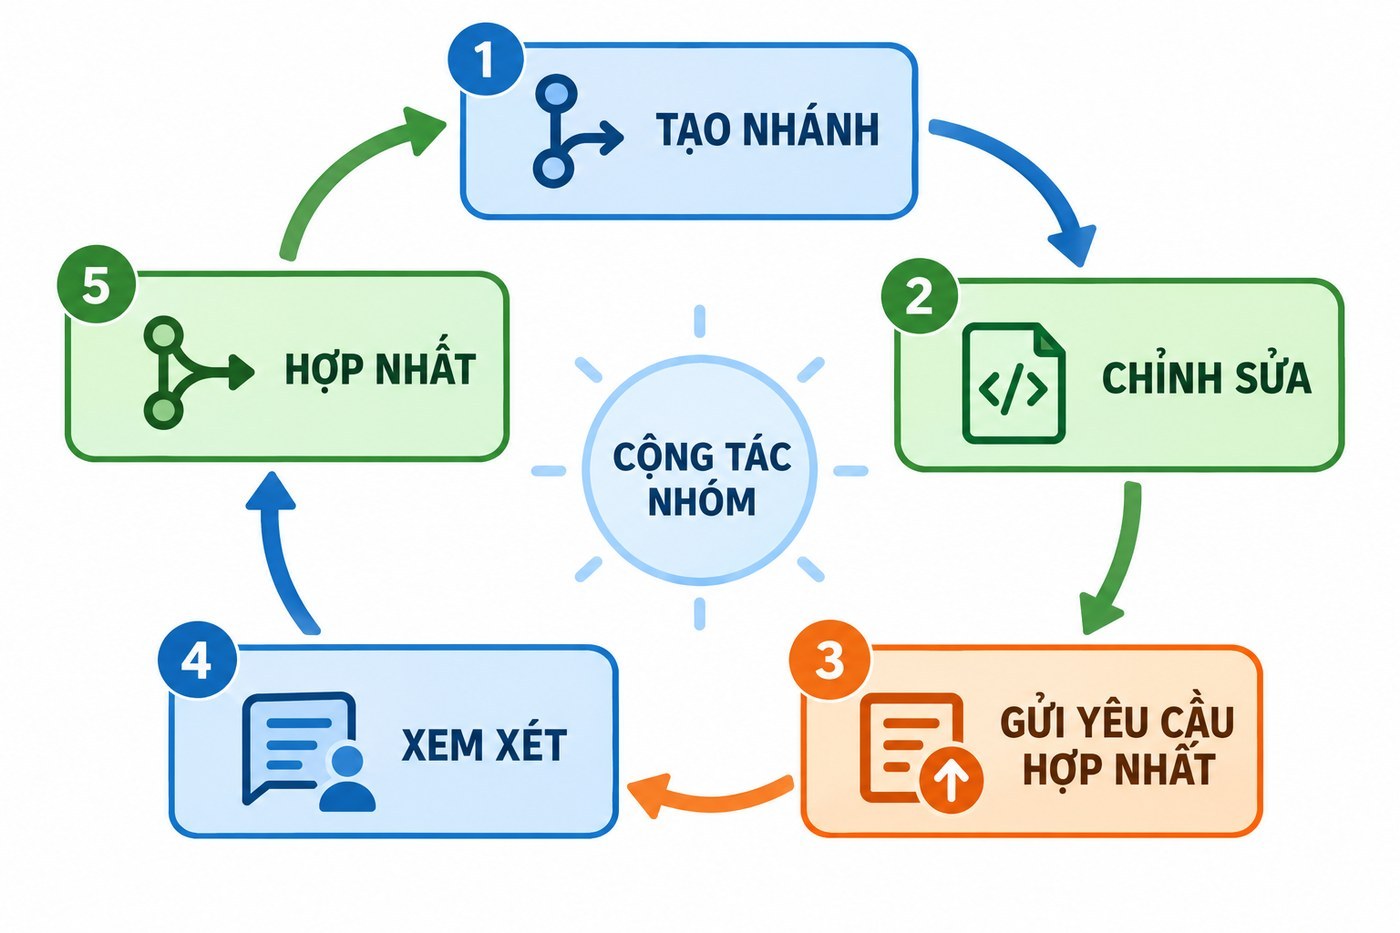 1
TẠO NHÁNH
2
CHỈNH SỬA
3
GỬI YÊU CẦU
HỢP NHẤT
4
XEM XÉT
5
HỢP NHẤT
CỘNG TÁC
NHÓM